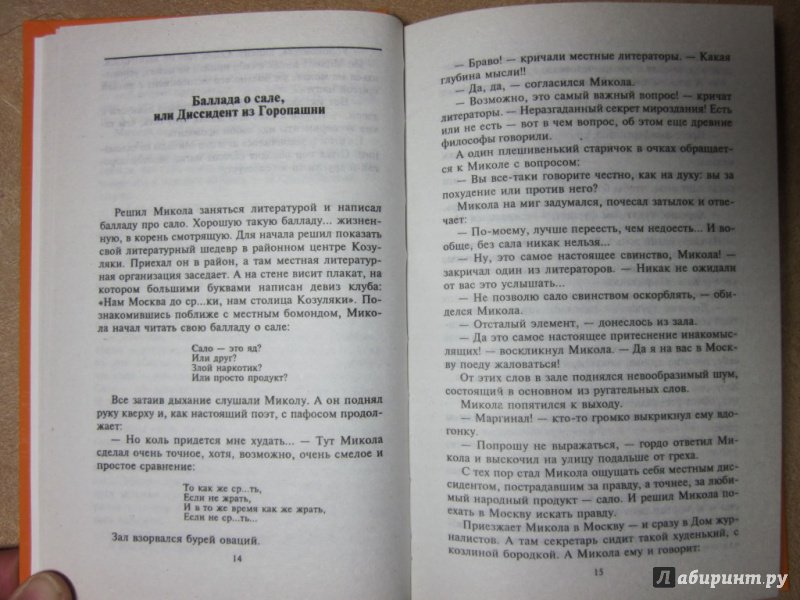 Баллада о сале,
или Диссидент из Горопашни
Решил Микола заняться литературой и написал
балладу про сало. Хорошую такую балладу... жизнен-
ную, в корень смотрящую. Для начала решил показать
свой литературный шедевр в районном центре Козу-
ляки. Приехал он в район, а там местная литератур-
ная организация заседает. А на стене висит плакат, на
котором большими буквами написан девиз клуба:
«Нам Москва до ср...ки, нам столица Козуляки». По-
знакомившись поближе с местным бомондом, Мико-
ла начал читать свою балладу о сале:
Сало — это яд?
Или друг?
Злой наркотик?
Или просто продукт?
Все затаив дыхание слушали Миколу. А он поднял
руку кверху и, как настоящий поэт, с пафосом продол-
жает:
— Но коль придется мне худать... — Тут Микола
сделал очень точное, хотя, возможно, очень смелое и
простое сравнение:
То как же ср...ть,
Если не жрать,
И в то же время как же жрать,
Если не ср...ть.
Зал взорвался бурей оваций.
14
— Браво! — кричали местные литераторы. — Какая
глубина мысли!!
— Да, да, — согласился Микола.
— Возможно, это самый важный вопрос! — кричат
литераторы. — Неразгаданный секрет мироздания! Есть
или не есть — вот в чем вопрос, об этом еще древние
философы говорили.
А один плешивенький старичок в очках обращает-
ся к Миколе с вопросом:
— Вы все-таки говорите честно, как на духу: вы за
похудение или против него?
Микола на миг задумался, почесал затылок и отве-
чает:
— По-моему, лучше переесть, чем недоесть... И во-
обще, без сала никак нельзя...
— Ну, это самое настоящее свинство, Микола! —
закричал один из литераторов. — Никак не ожидали
от вас это услышать...
— Не позволю сало свинством оскорблять, — оби-
делся Микола.
— Отсталый элемент, — донеслось из зала.
— Да это самое настоящее притеснение инакомы-
слящих! — воскликнул Микола. — Да я на вас в Моск-
ву поеду жаловаться!
От этих слов в зале поднялся невообразимый шум,
состоящий в основном из ругательных слов.
Микола попятился к выходу.
— Маргинал! — кто-то громко выкрикнул ему вдо-
гонку.
— Попрошу не выражаться, — гордо ответил Ми-
кола и выскочил на улицу подальше от греха.
С тех пор стал Микола ощущать себя местным дис-
сидентом, пострадавшим за правду, а точнее, за люби-
мый народный продукт — сало. И решил Микола по-
ехать в Москву искать правду.
Приезжает Микола в Москву — и сразу в Дом жур-
налистов. А там секретарь сидит такой худенький, с
козлиной бородкой. А Микола ему и говорит:
15
Лабиринт.ру